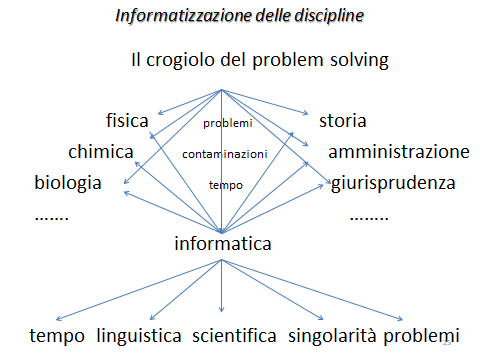 Informatizzazione delle discipline
Il crogiolo del problem solving
fisica problemi storia
chimica contaminazioni amministrazione
biologia tempo giurisprudenza
……. ……..
informatica
tempo linguistica scientifica singolarità problemi